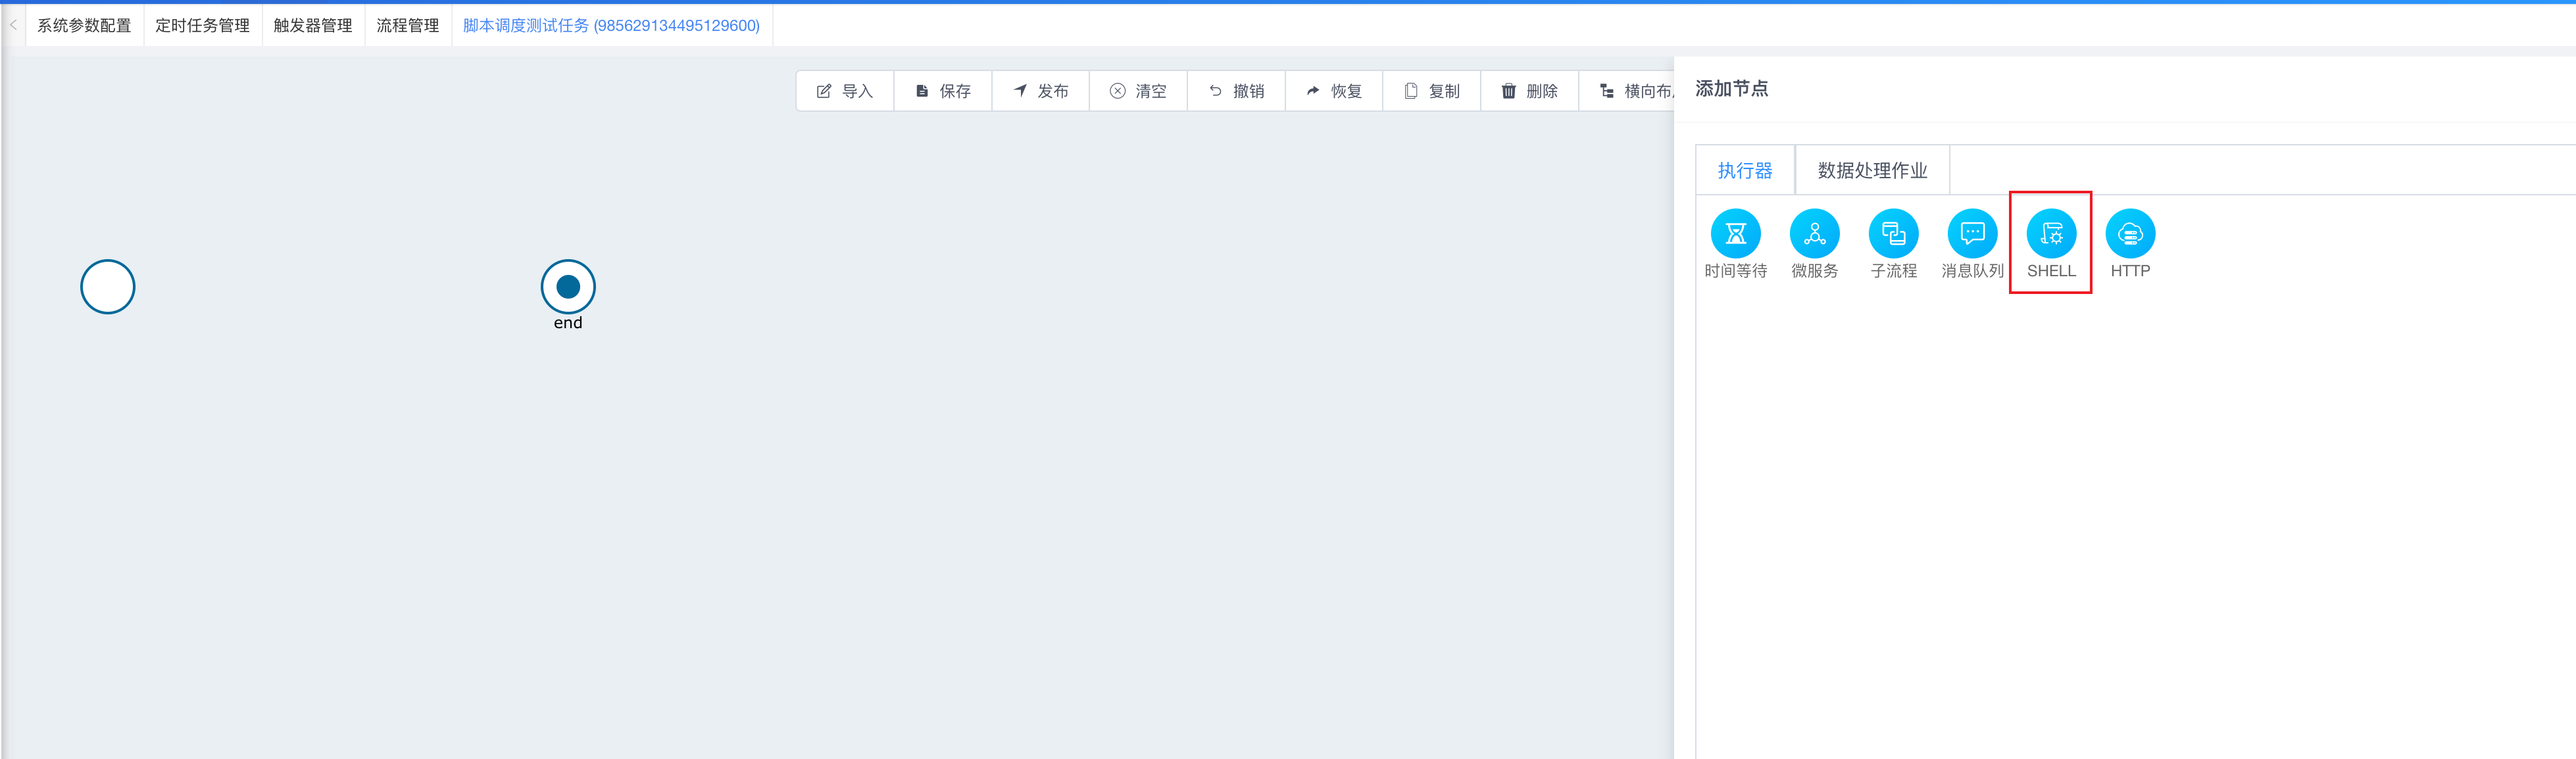 系统参数配置 定时任务管理 触发器管理 流程管理 脚本调度测试任务 (985629134495129600)
导入 保存 发布 清空 撤销 恢复 复制 删除 横向布
添加节点
执行器 数据处理作业
时间等待 微服务 子流程 消息队列 SHELL HTTP
end